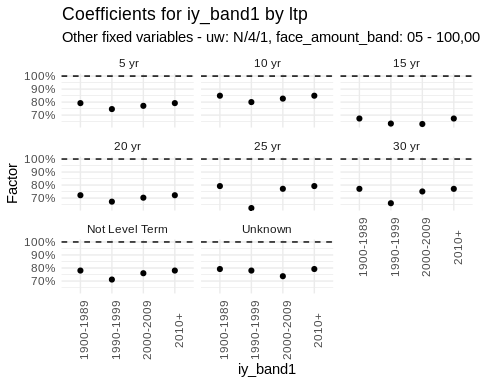 Coefficients for iy_band1 by ltp
Other fixed variables - uw: N/4/1, face_amount_band: 05 - 100,00
5 yr
10 yr
15 yr
100%
90%
80%
70%
20 yr
25 yr
30 yr
100%
90%
80%
70%
Not Level Term
Unknown
100%
90%
80%
70%
Factor
1900-1989
1990-1999
2000-2009
2010+
1900-1989
1990-1999
2000-2009
2010+
1900-1989
1990-1999
2000-2009
2010+
iy_band1